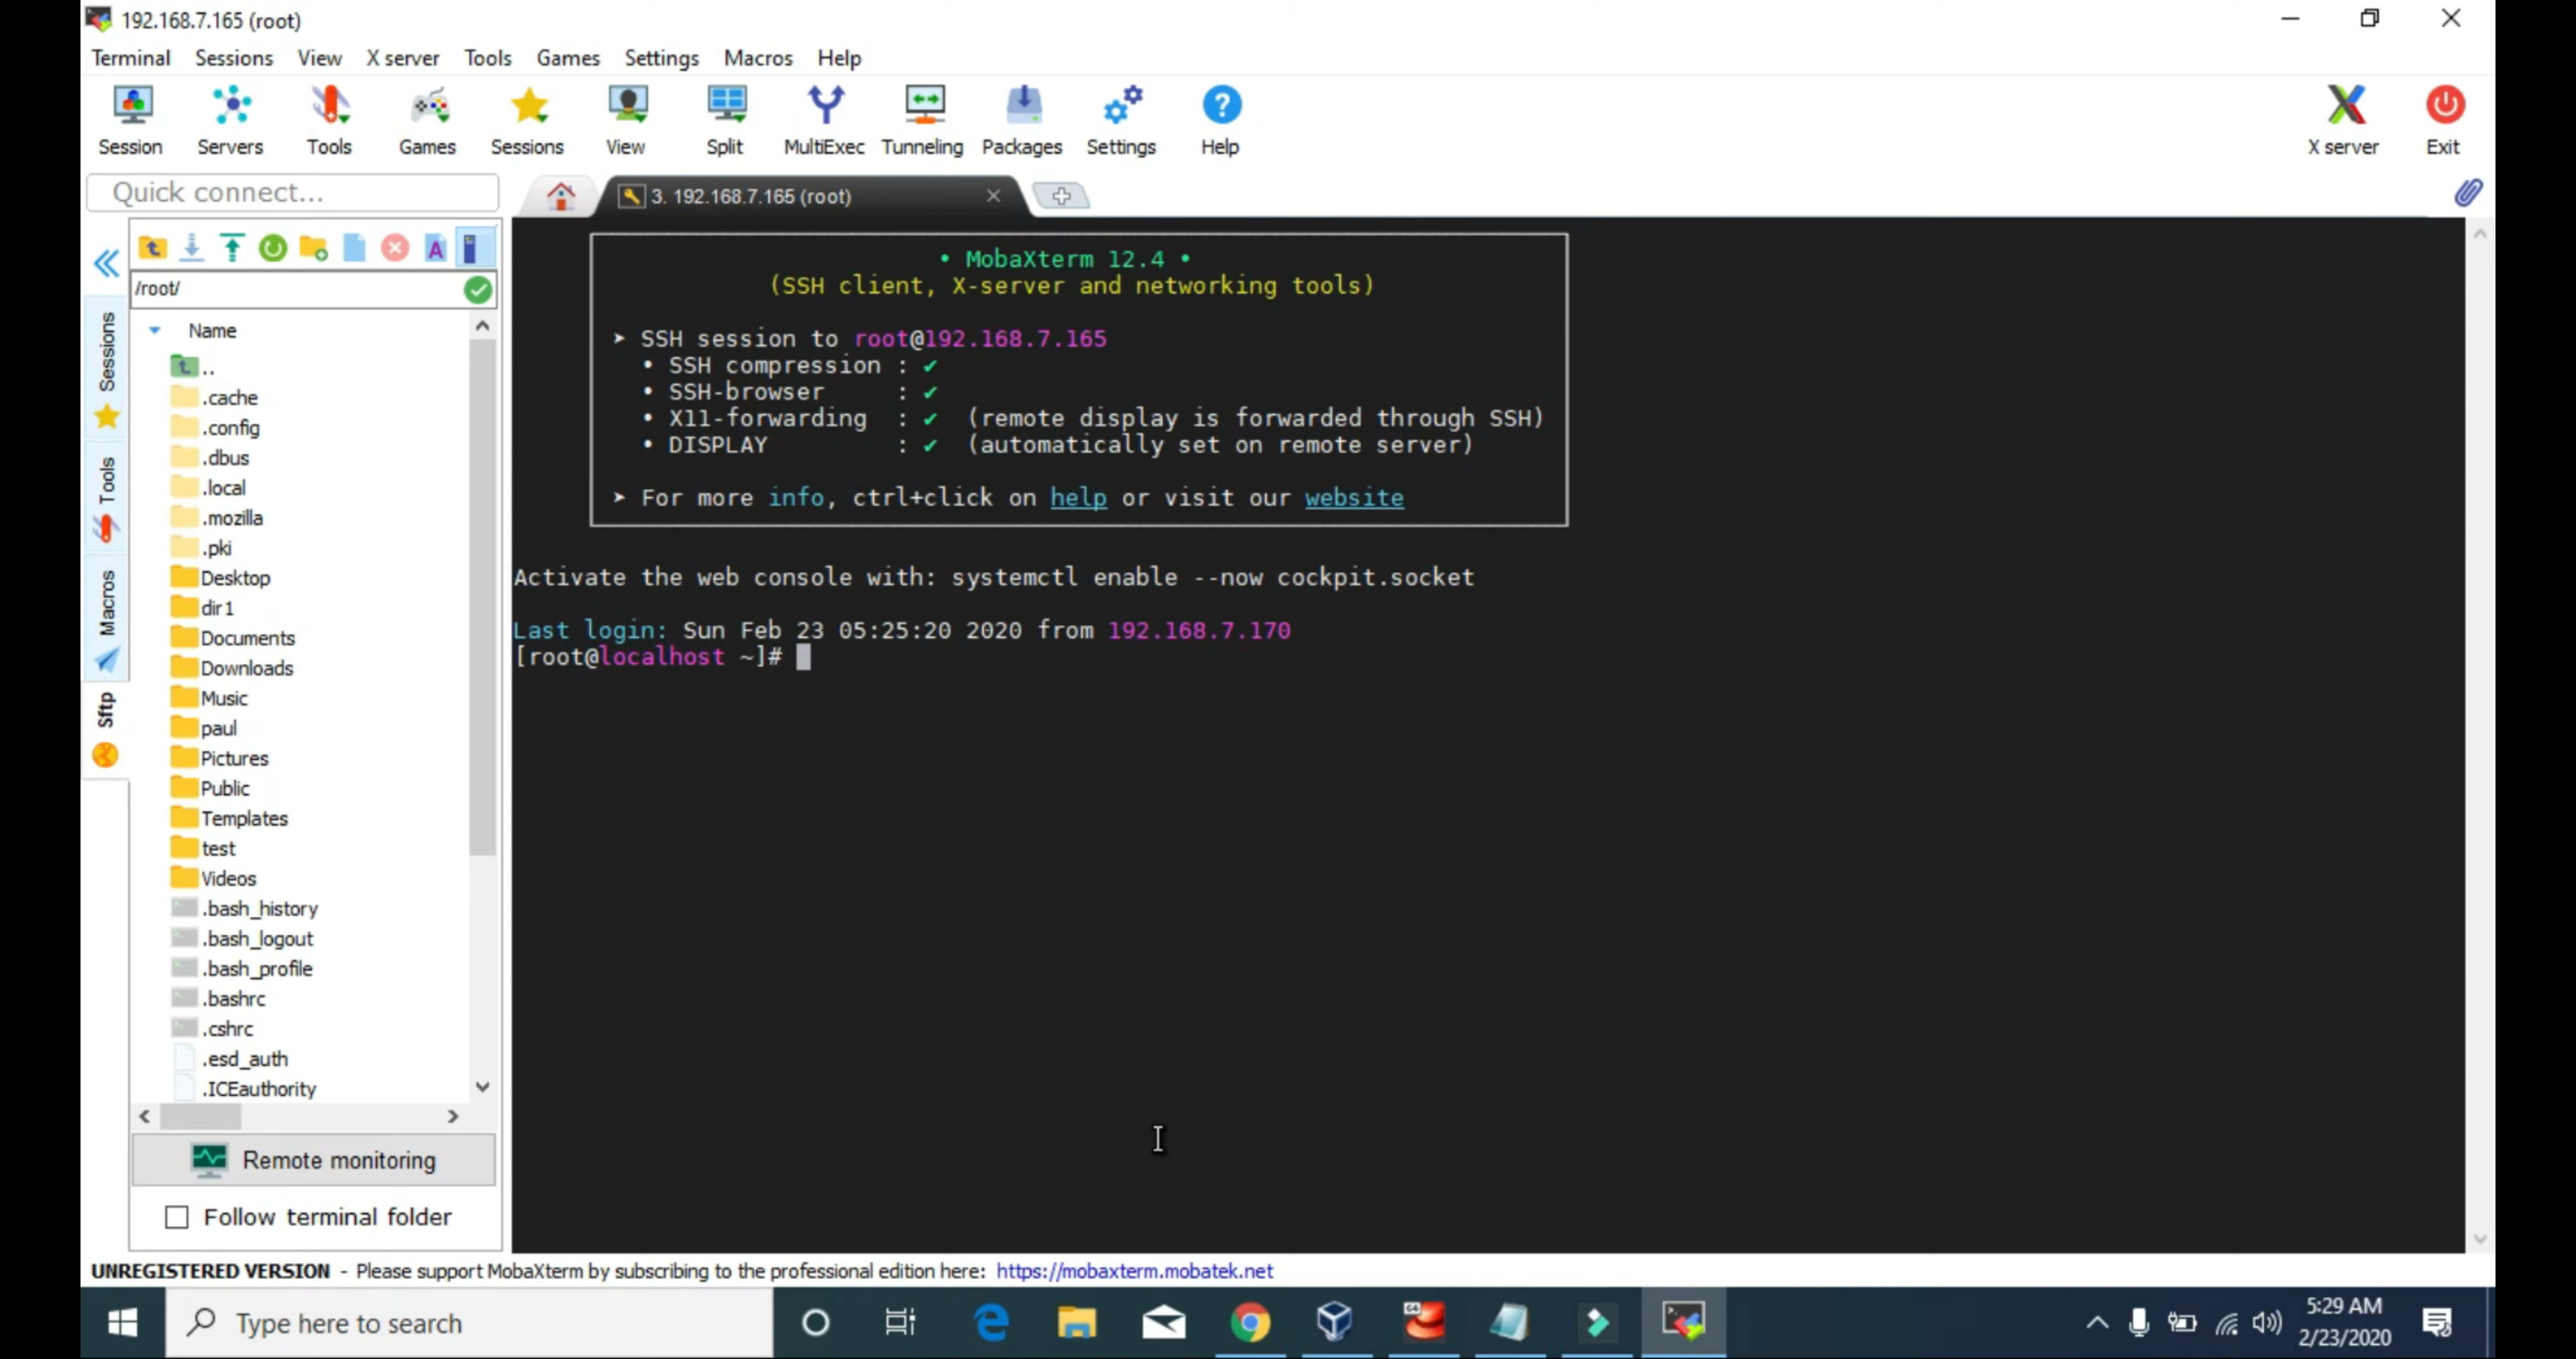 192.168.7.165 (root)
Terminal Sessions View X server Tools Games Settings Macros Help
Session Servers Tools Games Sessions View Split MultiExec Tunneling Packages Settings Help X server Exit
Quick connect...
3. 192.168.7.165 (root)
/root/
Name
..
.cache
.config
.dbus
.local
.mozilla
.pki
Desktop
dir1
Documents
Downloads
Music
paul
Pictures
Public
Templates
test
Videos
.bash_history
.bash_logout
.bash_profile
.bashrc
.cshrc
.esd_auth
.ICEauthority
Sessions
Tools
Macros
Sftp
Remote monitoring
Follow terminal folder
• MobaXterm 12.4 •
(SSH client, X-server and networking tools)
➤ SSH session to root@192.168.7.165
• SSH compression : ✔
• SSH-browser : ✔
• X11-forwarding : ✔ (remote display is forwarded through SSH)
• DISPLAY : ✔ (automatically set on remote server)
➤ For more info, ctrl+click on help or visit our website
Activate the web console with: systemctl enable --now cockpit.socket
Last login: Sun Feb 23 05:25:20 2020 from 192.168.7.170
[root@localhost ~]#
UNREGISTERED VERSION - Please support MobaXterm by subscribing to the professional edition here: https://mobaxterm.mobatek.net
Type here to search
5:29 AM
2/23/2020